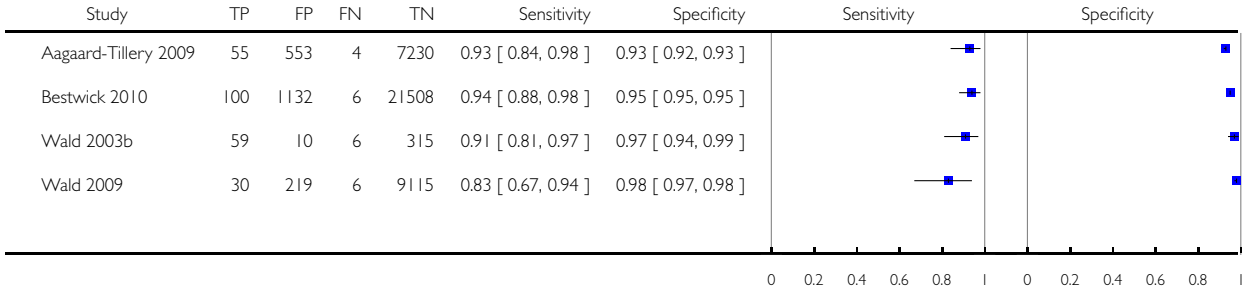 Study TP FP FN TN Sensitivity Specificity Sensitivity Specificity
Aagaard-Tillery 2009 55 553 4 7230 0.93 [ 0.84, 0.98 ] 0.93 [ 0.92, 0.93 ]
Bestwick 2010 100 1132 6 21508 0.94 [ 0.88, 0.98 ] 0.95 [ 0.95, 0.95 ]
Wald 2003b 59 10 6 315 0.91 [ 0.81, 0.97 ] 0.97 [ 0.94, 0.99 ]
Wald 2009 30 219 6 9115 0.83 [ 0.67, 0.94 ] 0.98 [ 0.97, 0.98 ]
0 0.2 0.4 0.6 0.8 1 0 0.2 0.4 0.6 0.8 1